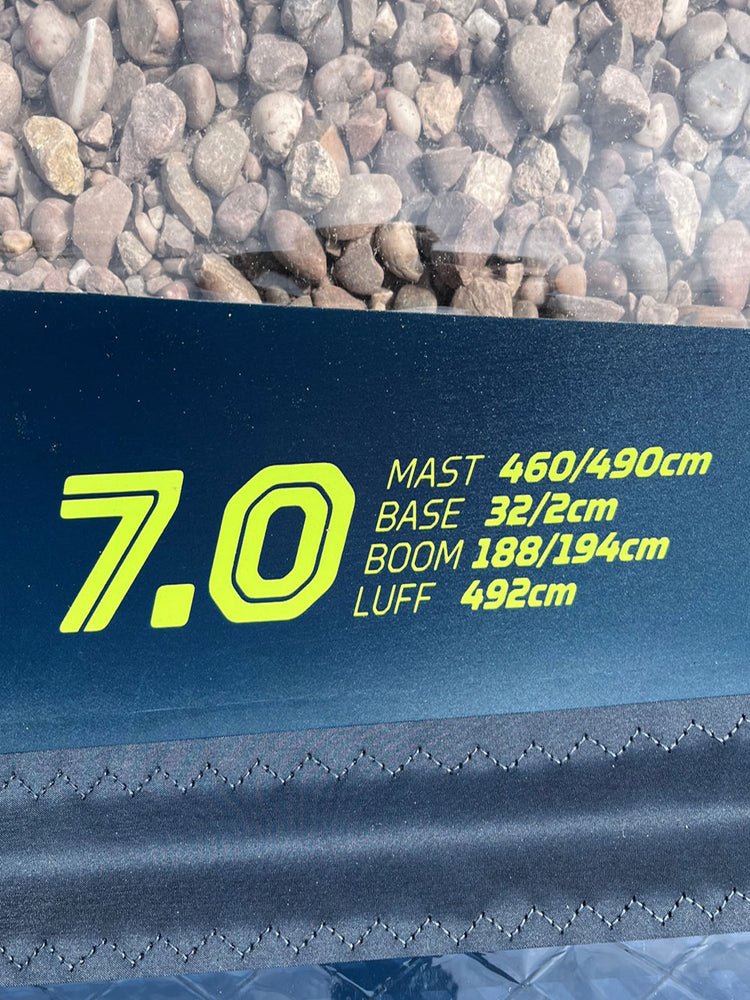 7.0
MAST 460/490cm
BASE 32/2cm
BOOM 188/194cm
LUFF 492cm